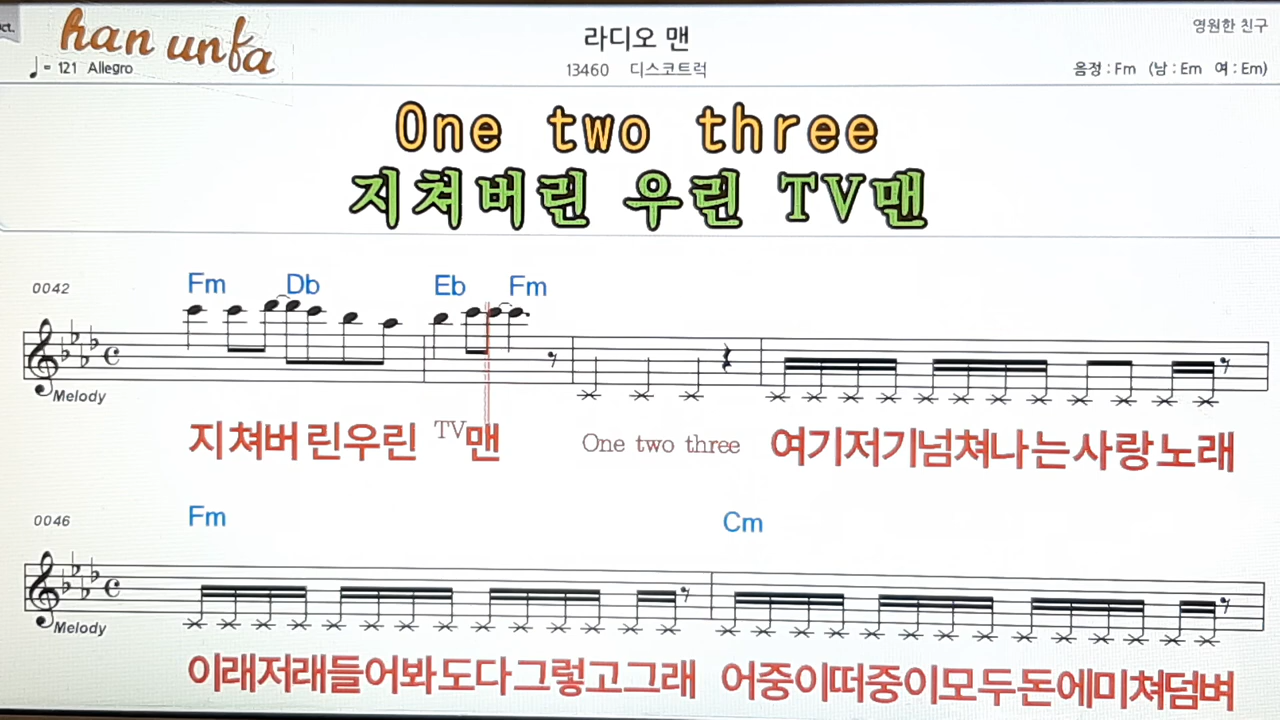 ct.
han unfa
라디오 맨
영원한 친구
♩= 121 Allegro
13460 디스코트럭
음정 : Fm (남 : Em 여 : Em)
One two three
지쳐버린 우린 TV맨
0042
Fm Db Eb Fm
Melody
지쳐버린우린 TV맨 One two three 여기저기넘쳐나는사랑노래
0046
Fm Cm
Melody
이래저래들어봐도다그렇고그래 어중이떠중이모두돈에미쳐덤벼